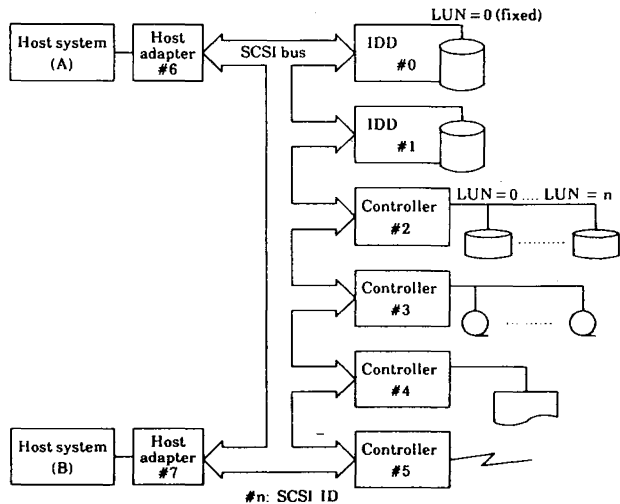 LUN = 0 (fixed)
Host system
(A)
Host
adapter
#6
SCSI bus
IDD
#0
IDD
#1
Controller
#2
LUN = 0 .... LUN = n
Controller
#3
Controller
#4
Host system
(B)
Host
adapter
#7
Controller
#5
#n: SCSI ID